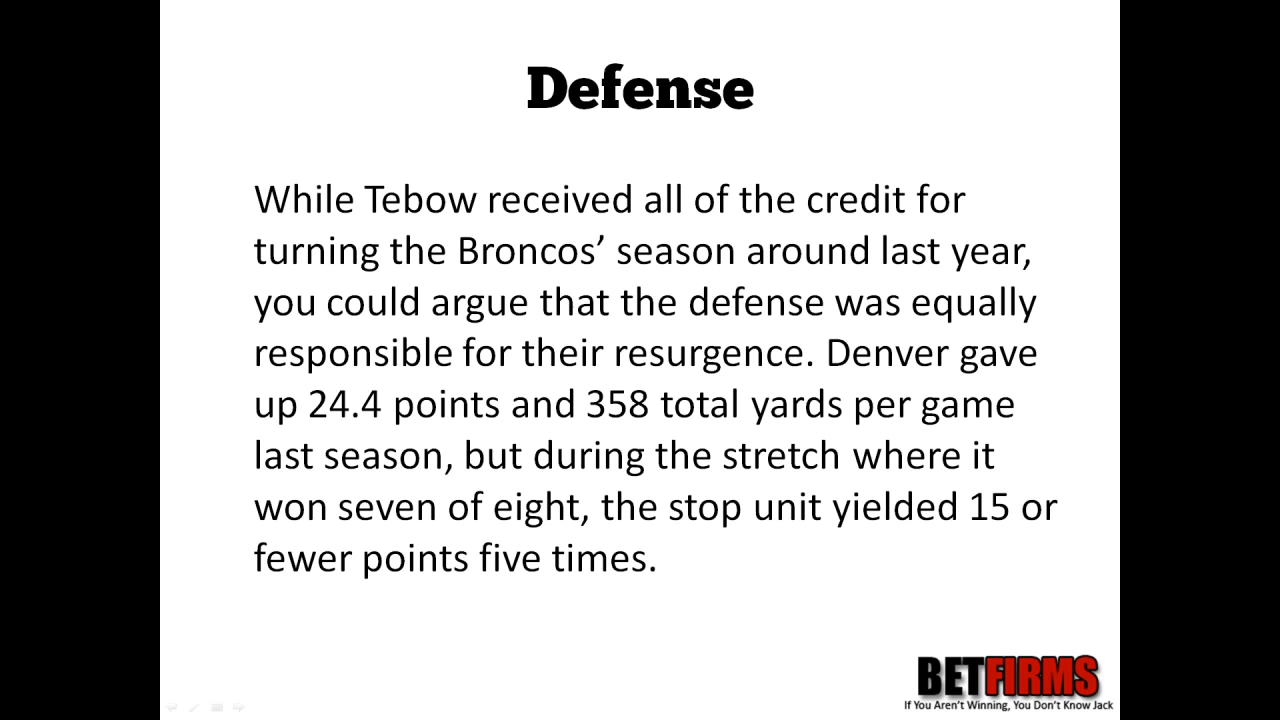 Defense
While Tebow received all of the credit for
turning the Broncos’ season around last year,
you could argue that the defense was equally
responsible for their resurgence. Denver gave
up 24.4 points and 358 total yards per game
last season, but during the stretch where it
won seven of eight, the stop unit yielded 15 or
fewer points five times.
BETFIRMS
If You Aren’t Winning, You Don’t Know Jack